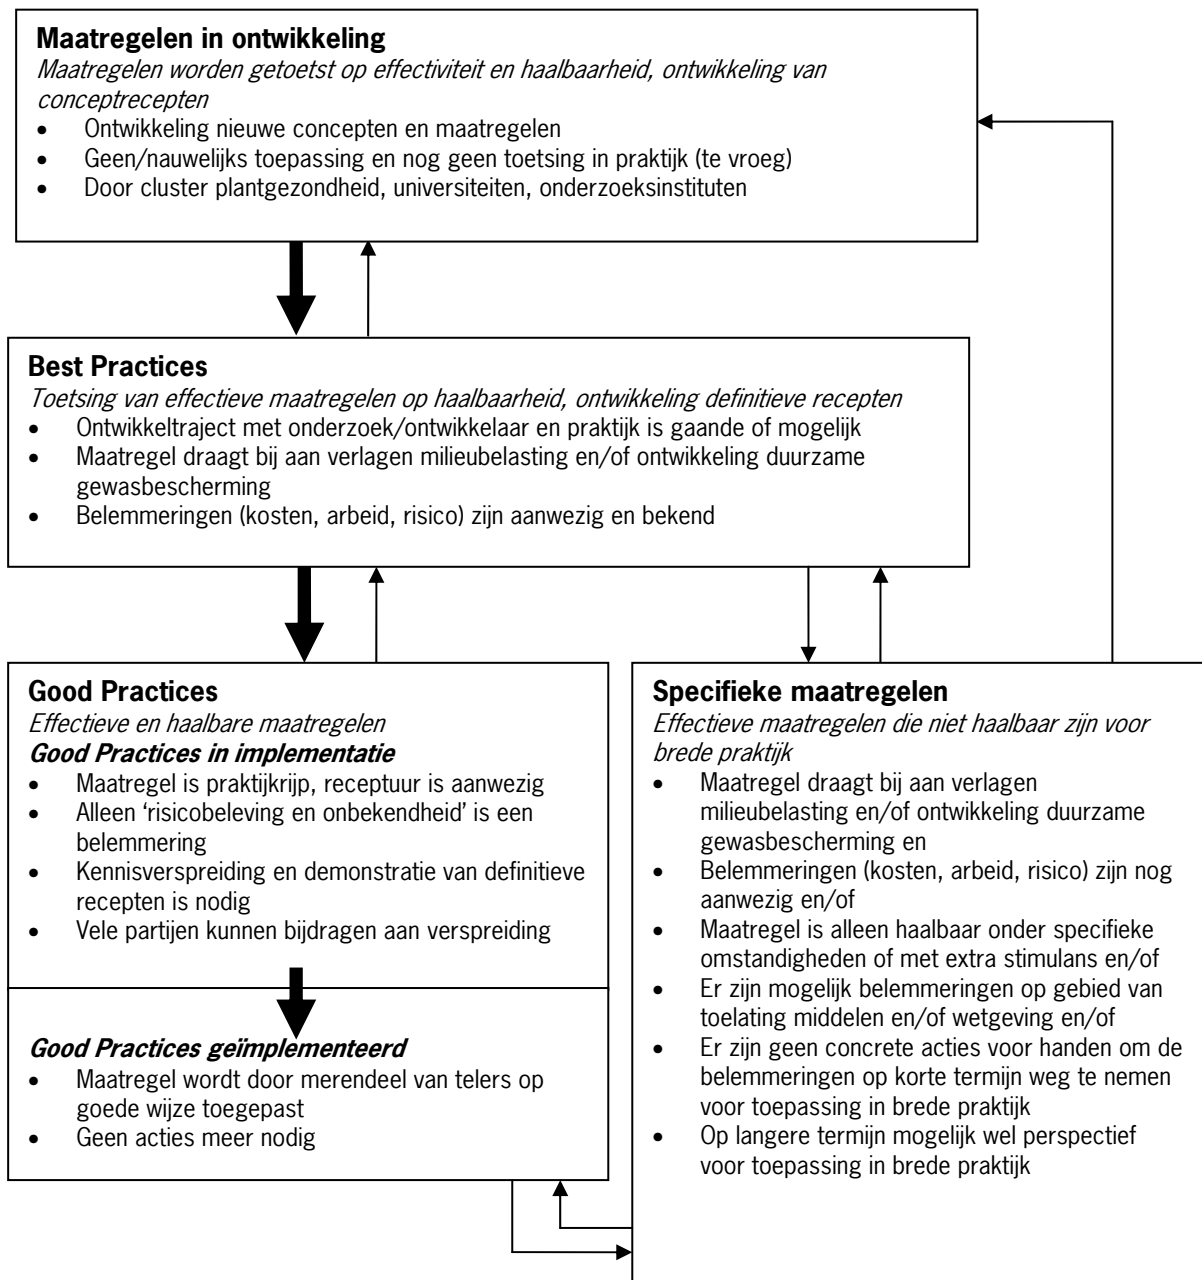 Maatregelen in ontwikkeling
Maatregelen worden getoetst op effectiviteit en haalbaarheid, ontwikkeling van
conceptrecepten
• Ontwikkeling nieuwe concepten en maatregelen
• Geen/nauwelijks toepassing en nog geen toetsing in praktijk (te vroeg)
• Door cluster plantgezondheid, universiteiten, onderzoeksinstituten
Best Practices
Toetsing van effectieve maatregelen op haalbaarheid, ontwikkeling definitieve recepten
• Ontwikkeltraject met onderzoek/ontwikkelaar en praktijk is gaande of mogelijk
• Maatregel draagt bij aan verlagen milieubelasting en/of ontwikkeling duurzame
gewasbescherming
• Belemmeringen (kosten, arbeid, risico) zijn aanwezig en bekend
Good Practices
Effectieve en haalbare maatregelen
Good Practices in implementatie
• Maatregel is praktijkrijp, receptuur is aanwezig
• Alleen ‘risicobeleving en onbekendheid’ is een
belemmering
• Kennisverspreiding en demonstratie van definitieve
recepten is nodig
• Vele partijen kunnen bijdragen aan verspreiding
Good Practices geïmplementeerd
• Maatregel wordt door merendeel van telers op
goede wijze toegepast
• Geen acties meer nodig
Specifieke maatregelen
Effectieve maatregelen die niet haalbaar zijn voor
brede praktijk
• Maatregel draagt bij aan verlagen
milieubelasting en/of ontwikkeling duurzame
gewasbescherming en
• Belemmeringen (kosten, arbeid, risico) zijn nog
aanwezig en/of
• Maatregel is alleen haalbaar onder specifieke
omstandigheden of met extra stimulans en/of
• Er zijn mogelijk belemmeringen op gebied van
toelating middelen en/of wetgeving en/of
• Er zijn geen concrete acties voor handen om de
belemmeringen op korte termijn weg te nemen
voor toepassing in brede praktijk
• Op langere termijn mogelijk wel perspectief
voor toepassing in brede praktijk